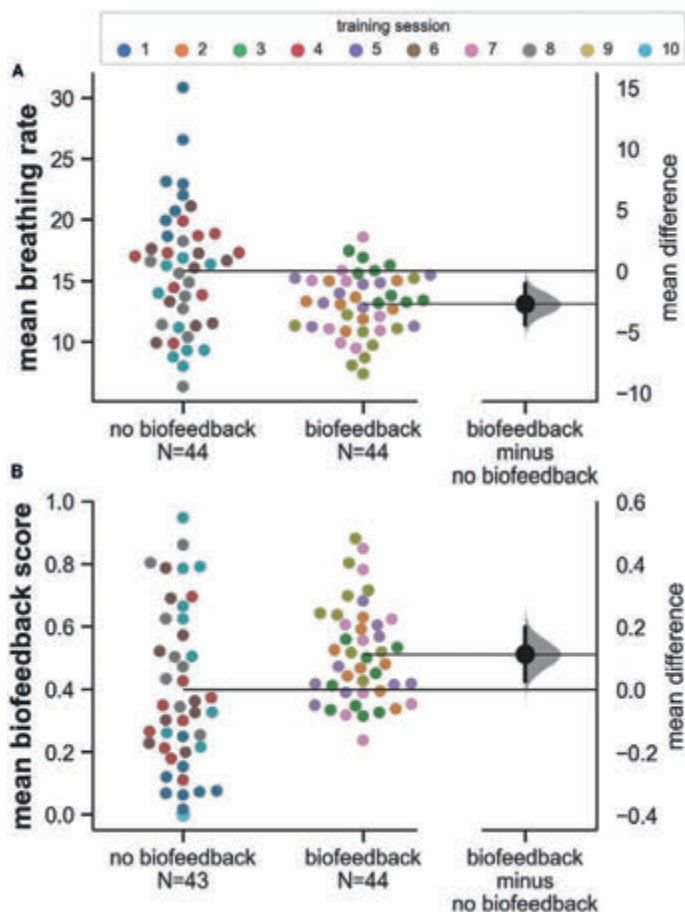 training session
1 2 3 4 5 6 7 8 9 10
A
mean breathing rate
30
25
20
15
10
15
10
5
0
−5
−10
mean difference
no biofeedback
N=44
biofeedback
N=44
biofeedback
minus
no biofeedback
B
mean biofeedback score
1.0
0.8
0.6
0.4
0.2
0.0
0.6
0.4
0.2
0.0
−0.2
−0.4
mean difference
no biofeedback
N=43
biofeedback
N=44
biofeedback
minus
no biofeedback